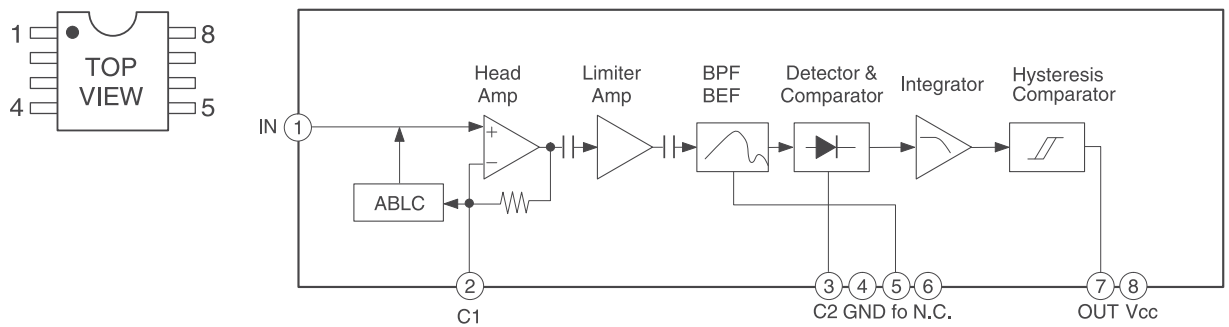 1
8
TOP
VIEW
4
5
Head
Amp
Limiter
Amp
BPF
BEF
Detector &
Comparator
Integrator
Hysteresis
Comparator
IN 1
+
−
ABLC
2
3 4 5 6
7 8
C1
C2 GND fo N.C.
OUT Vcc